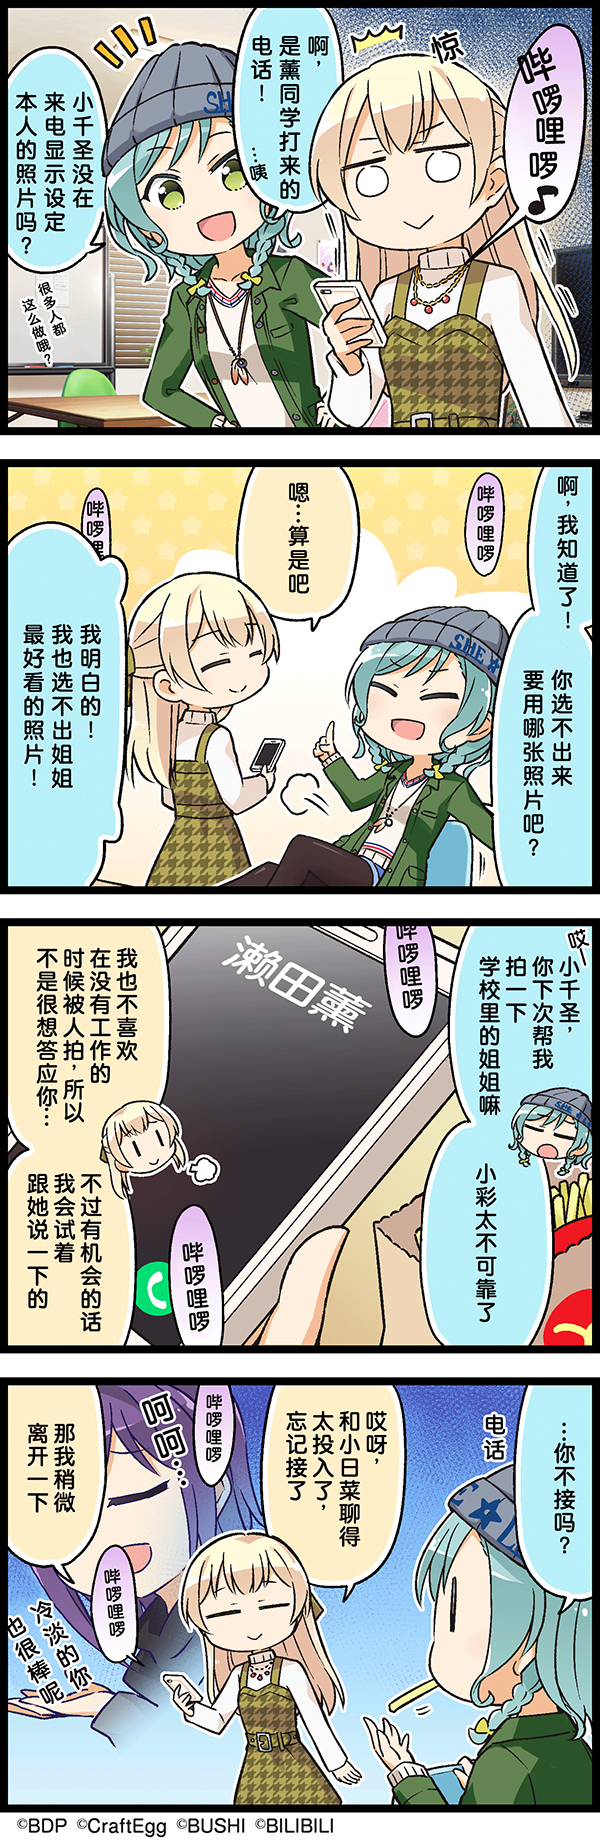 哔啰哩啰♪
惊
啊，
是薰同学打来的
电话！
…咦
小千圣没在
来电显示设定
本人的照片吗？
很多人都
这么做哦？
SHE
啊，我知道了！
你选不出来
要用哪张照片吧？
哔啰哩啰
嗯…算是吧
哔啰哩
我明白的！
我也选不出姐姐
最好看的照片！
SHE★
哎—
小千圣，
你下次帮我
拍一下
学校里的姐姐嘛
小彩太不可靠了
哔啰哩啰
濑田薰
我也不喜欢
在没有工作的
时候被人拍，所以
不是很想答应你…
不过有机会的话
我会试着
跟她说一下的
哔啰哩啰
…你不接吗？
电话
哎呀，
和小日菜聊得
太投入了，
忘记接了
哔啰哩啰
呵呵…
那我稍微
离开一下
哔啰哩啰
冷淡的你
也很棒呢
©BDP ©CraftEgg ©BUSHI ©BILIBILI